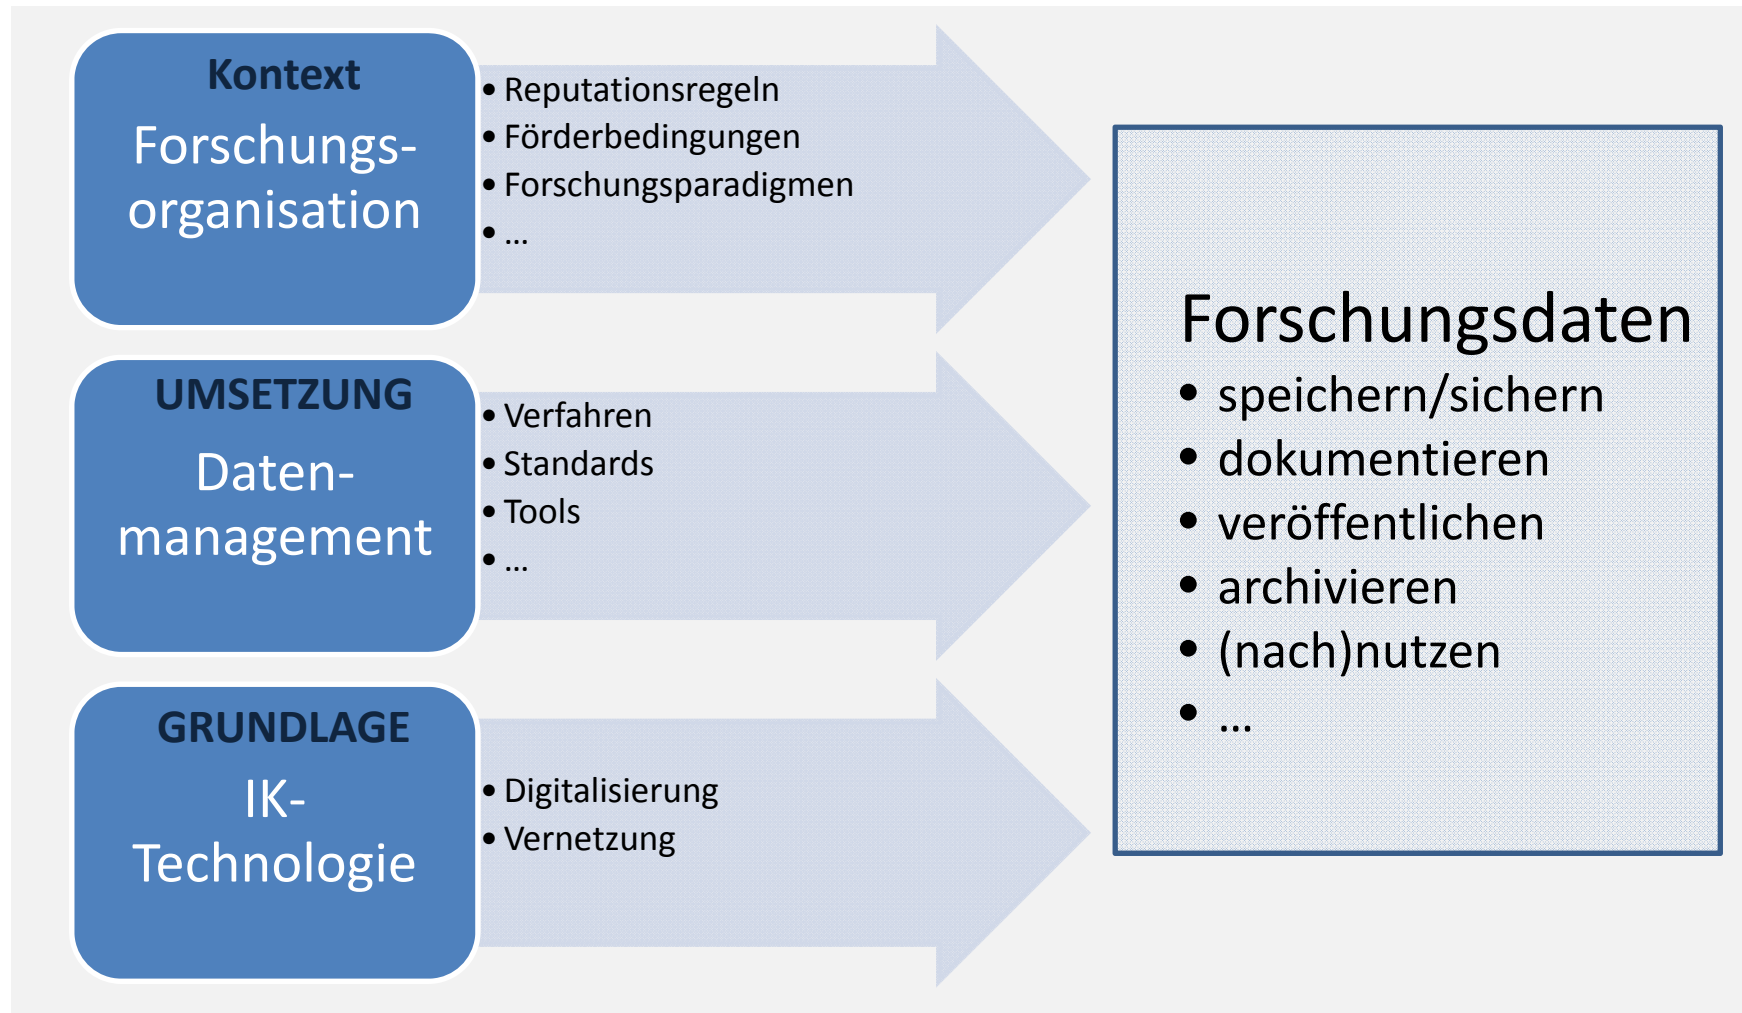 Kontext
Forschungs-
organisation
• Reputationsregeln
• Förderbedingungen
• Forschungsparadigmen
• ...
UMSETZUNG
Daten-
management
• Verfahren
• Standards
• Tools
• ...
GRUNDLAGE
IK-
Technologie
• Digitalisierung
• Vernetzung
Forschungsdaten
• speichern/sichern
• dokumentieren
• veröffentlichen
• archivieren
• (nach)nutzen
• ...